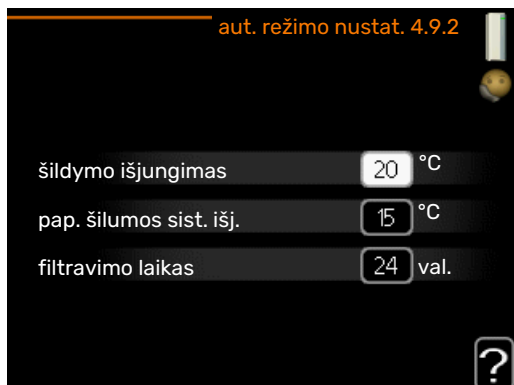 aut. režimo nustat. 4.9.2
šildymo išjungimas 20 °C
pap. šilumos sist. išj. 15 °C
filtravimo laikas 24 val.
?